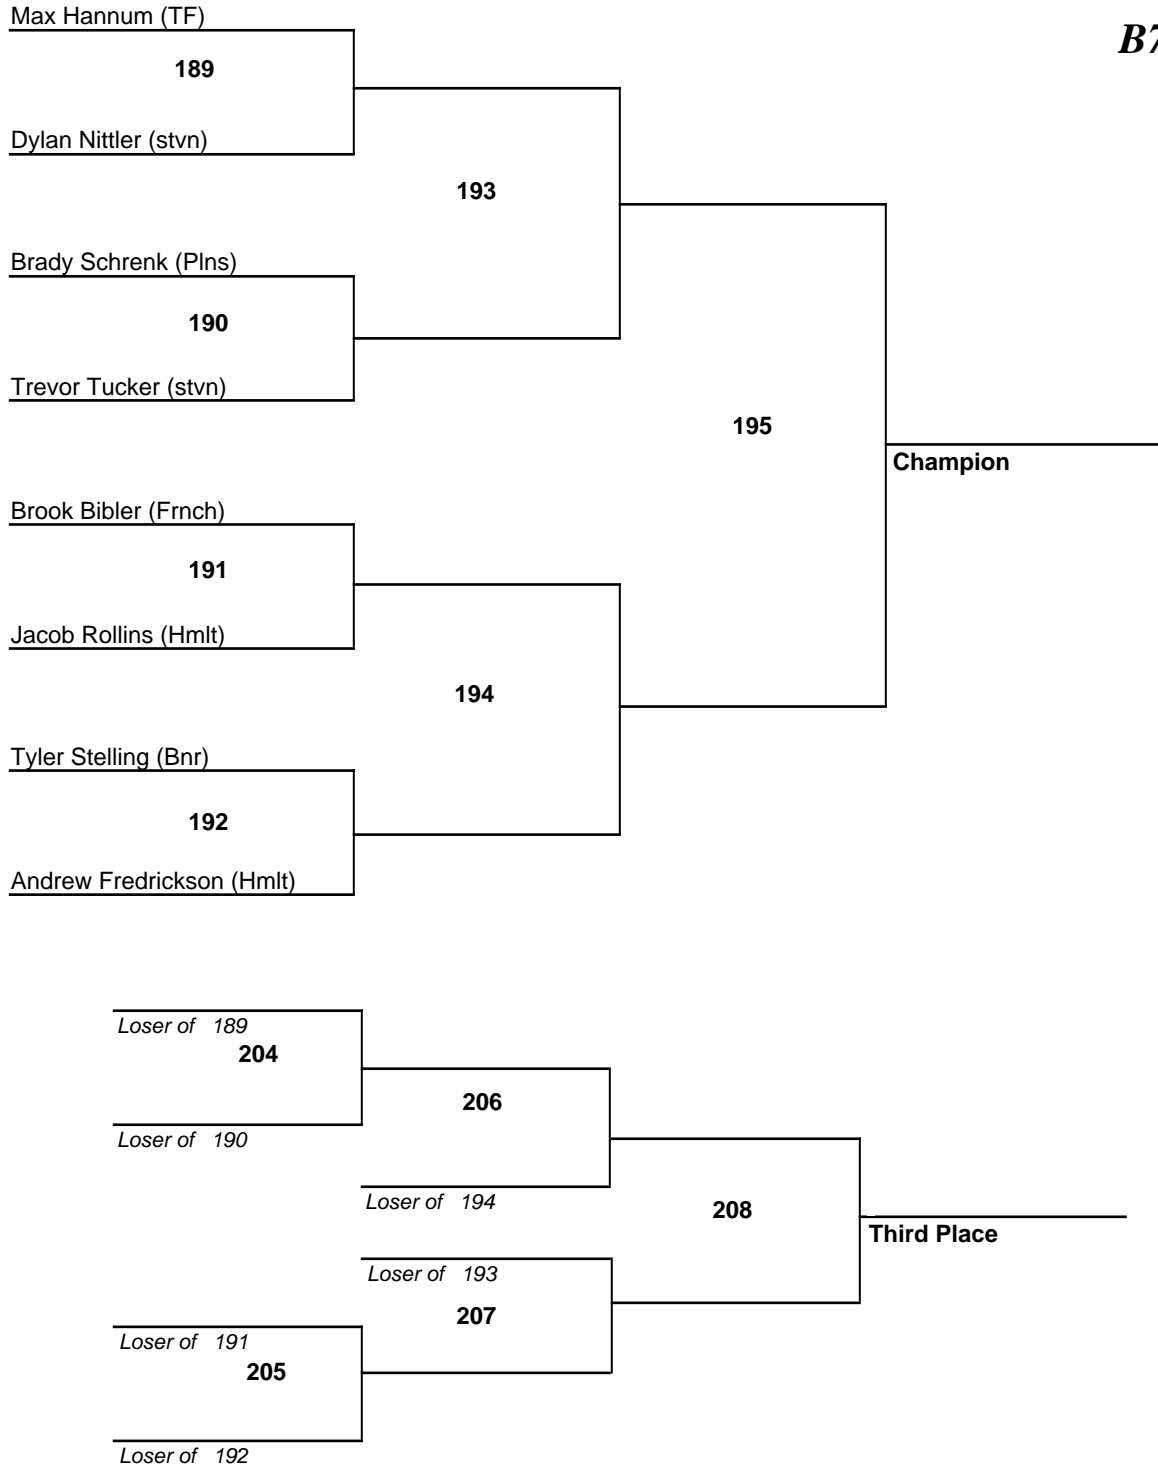 Max Hannum (TF)
B7
189
Dylan Nittler (stvn)
193
Brady Schrenk (Plns)
190
Trevor Tucker (stvn)
195
Champion
Brook Bibler (Frnch)
191
Jacob Rollins (Hmlt)
194
Tyler Stelling (Bnr)
192
Andrew Fredrickson (Hmlt)
Loser of 189
204
206
Loser of 190
Loser of 194
208
Third Place
Loser of 193
207
Loser of 191
205
Loser of 192